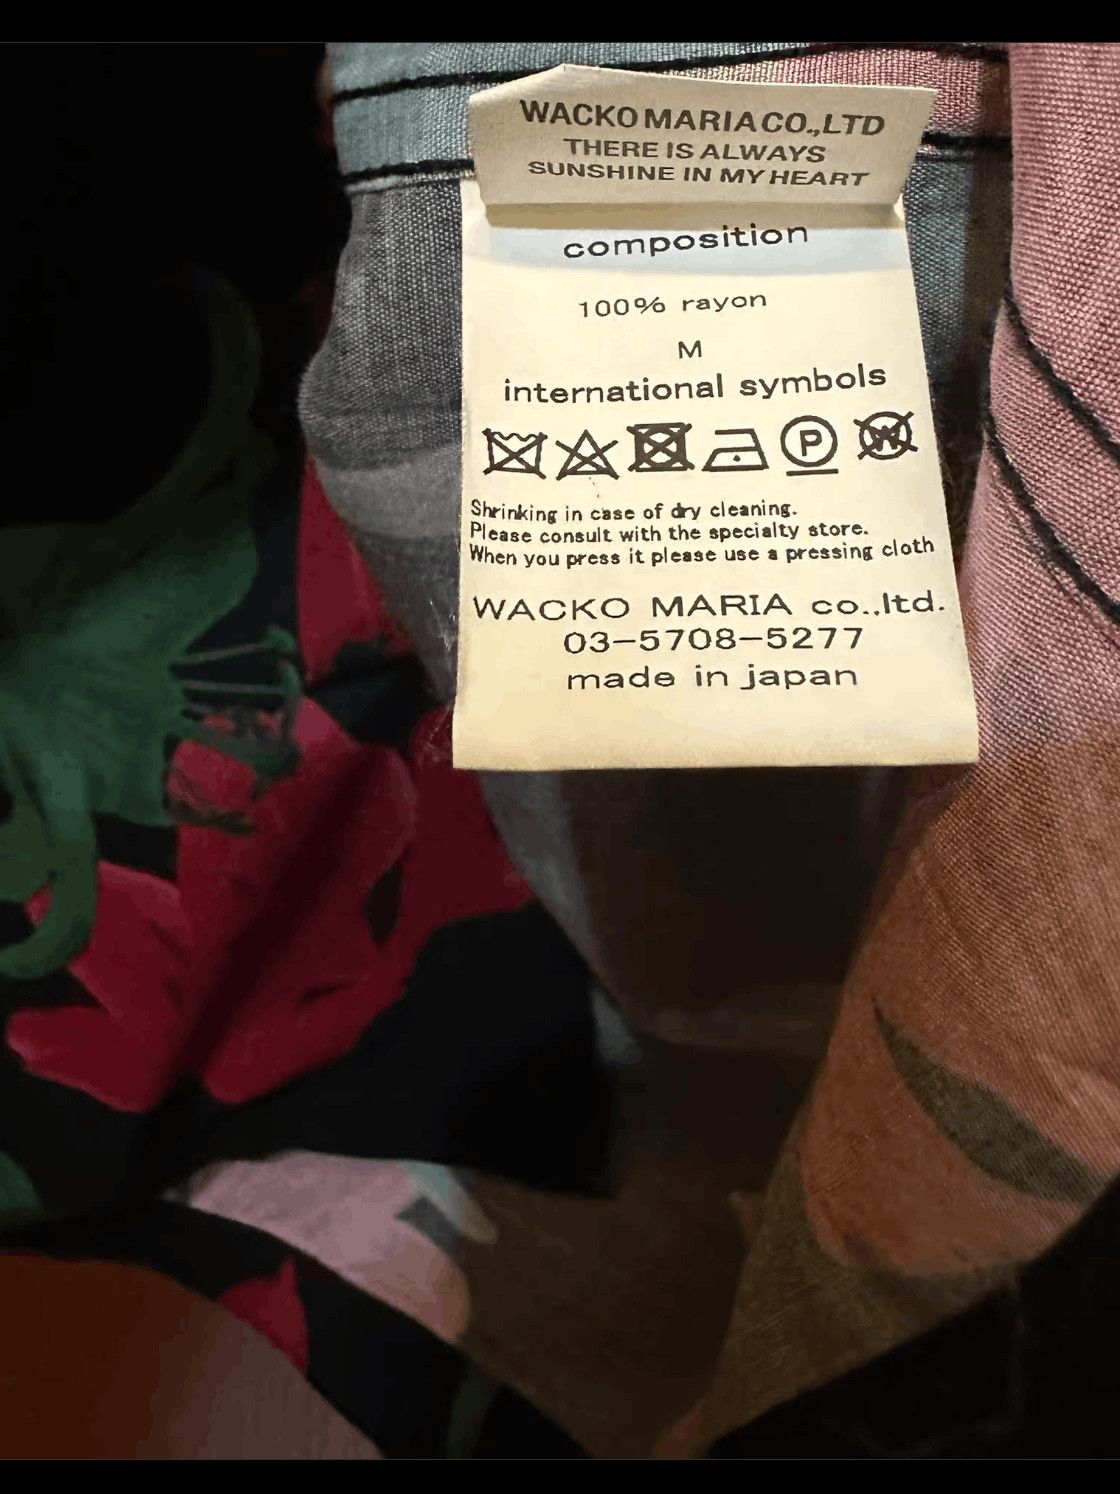 WACKO MARIA CO.,LTD
THERE IS ALWAYS
SUNSHINE IN MY HEART
composition
100% rayon
M
international symbols
P W
Shrinking in case of dry cleaning.
Please consult with the specialty store.
When you press it please use a pressing cloth
WACKO MARIA co.,ltd.
03-5708-5277
made in japan